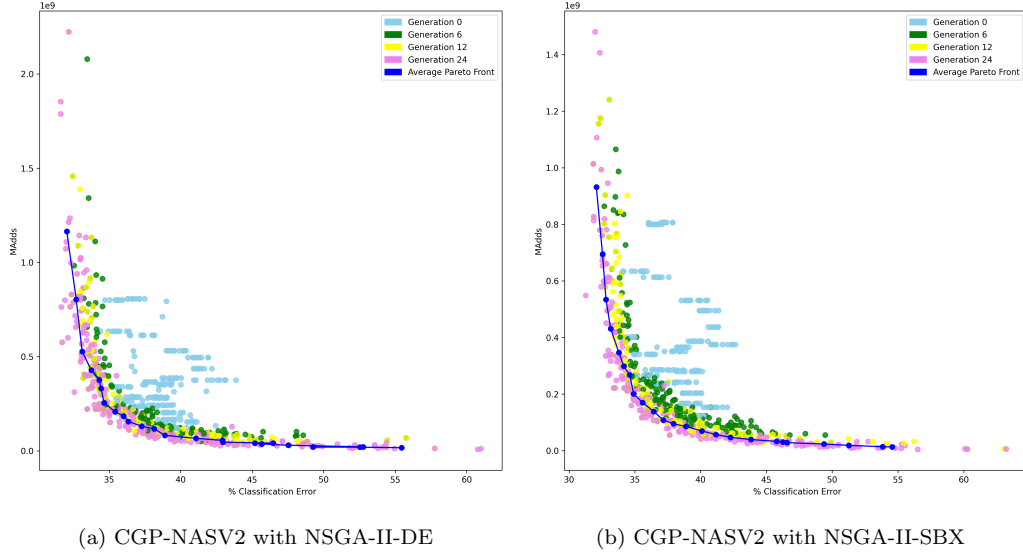 1e9
Generation 0
Generation 6
Generation 12
Generation 24
Average Pareto Front
2.0
1.5
1.0
0.5
0.0
MAdds
35 40 45 50 55 60
% Classification Error
(a) CGP-NASV2 with NSGA-II-DE
1e9
Generation 0
Generation 6
Generation 12
Generation 24
Average Pareto Front
1.4
1.2
1.0
0.8
0.6
0.4
0.2
0.0
MAdds
30 35 40 45 50 55 60
% Classification Error
(b) CGP-NASV2 with NSGA-II-SBX